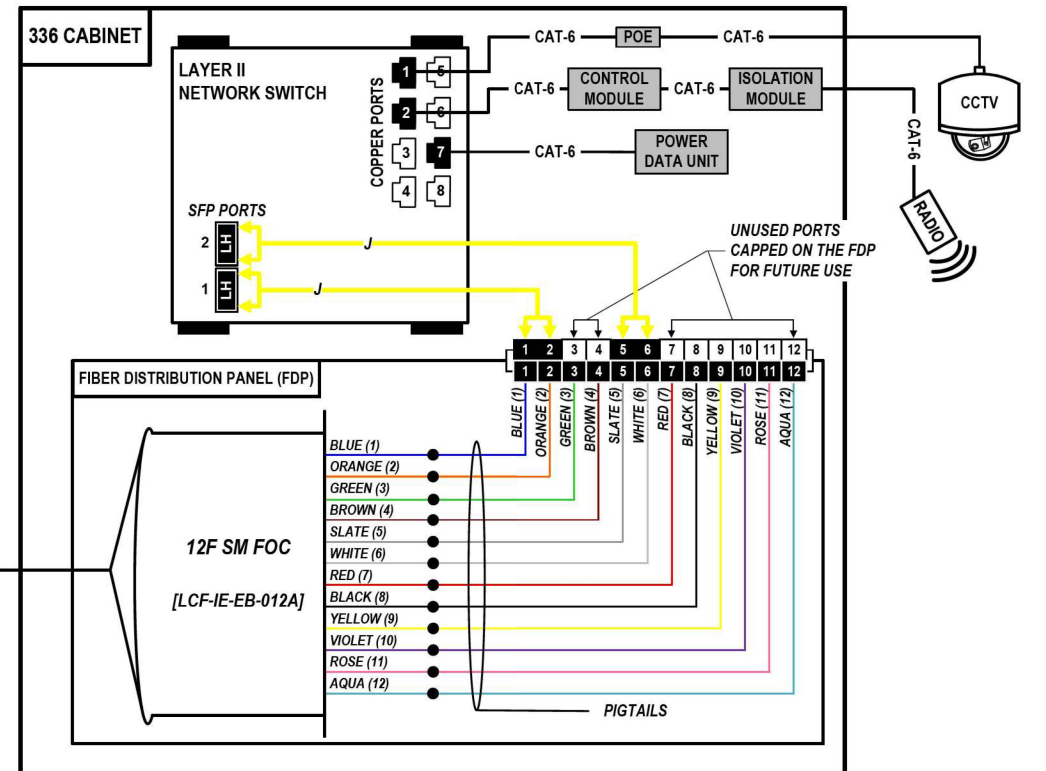 336 CABINET
LAYER II
NETWORK SWITCH
COPPER PORTS
1
5
2
6
3
7
4
8
CAT-6
POE
CAT-6
CAT-6
CONTROL
MODULE
CAT-6
ISOLATION
MODULE
CAT-6
POWER
DATA UNIT
CCTV
CAT-6
RADIO
SFP PORTS
2
LH
1
LH
J
J
UNUSED PORTS
CAPPED ON THE FDP
FOR FUTURE USE
1 2 3 4 5 6 7 8 9 10 11 12
1 2 3 4 5 6 7 8 9 10 11 12
FIBER DISTRIBUTION PANEL (FDP)
BLUE (1)
ORANGE (2)
GREEN (3)
BROWN (4)
SLATE (5)
WHITE (6)
RED (7)
BLACK (8)
YELLOW (9)
VIOLET (10)
ROSE (11)
AQUA (12)
BLUE (1)
ORANGE (2)
GREEN (3)
BROWN (4)
SLATE (5)
WHITE (6)
RED (7)
BLACK (8)
YELLOW (9)
VIOLET (10)
ROSE (11)
AQUA (12)
12F SM FOC
[LCF-IE-EB-012A]
PIGTAILS